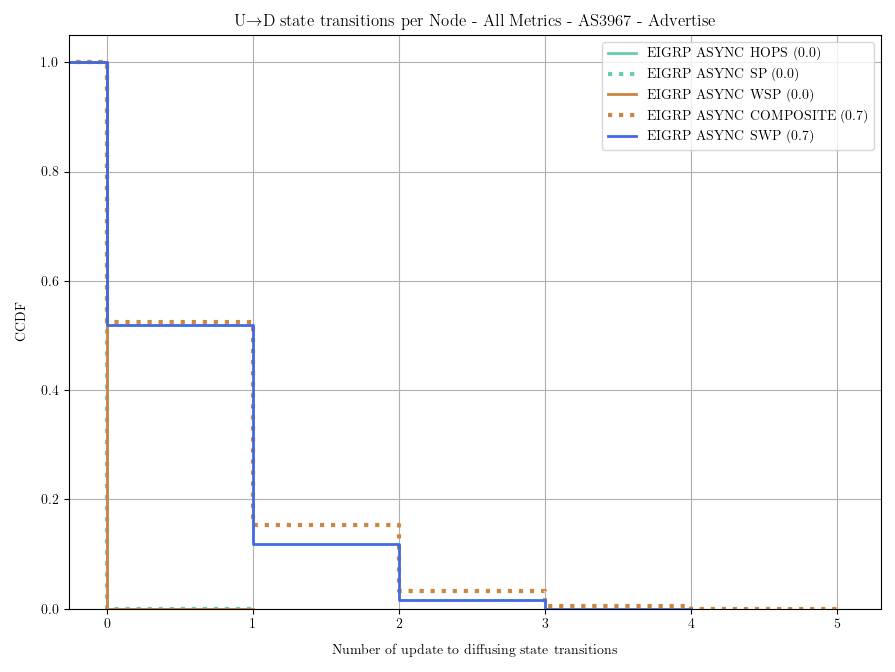 U→D state transitions per Node - All Metrics - AS3967 - Advertise
EIGRP ASYNC HOPS (0.0)
EIGRP ASYNC SP (0.0)
EIGRP ASYNC WSP (0.0)
EIGRP ASYNC COMPOSITE (0.7)
EIGRP ASYNC SWP (0.7)
CCDF
1.0
0.8
0.6
0.4
0.2
0.0
0 1 2 3 4 5
Number of update to diffusing state transitions